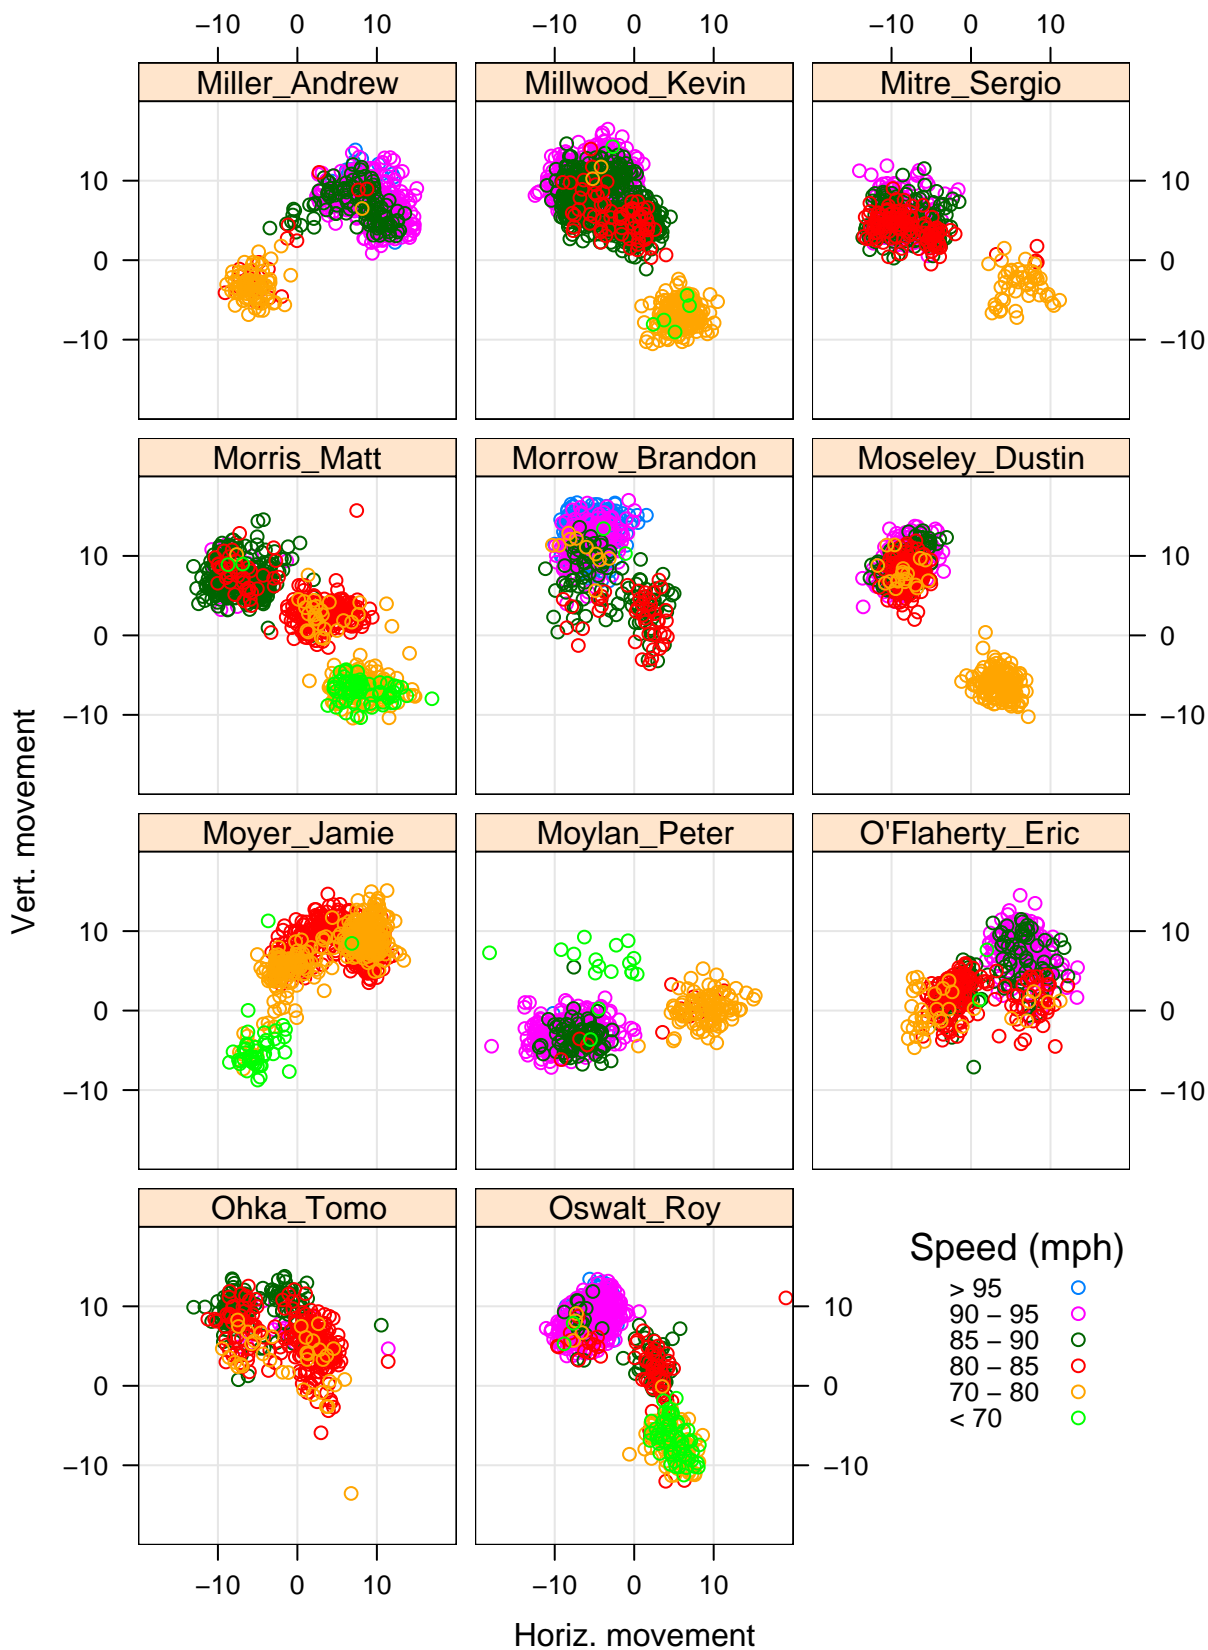 −10 0 10 −10 0 10
Miller_Andrew Millwood_Kevin Mitre_Sergio
10 10
0 0
−10 −10
Morris_Matt Morrow_Brandon Moseley_Dustin
10 10
0 0
−10 −10
Vert. movement
Moyer_Jamie Moylan_Peter O'Flaherty_Eric
10 10
0 0
−10 −10
Ohka_Tomo Oswalt_Roy
10 10
0 0
−10 −10
Speed (mph)
> 95
90 − 95
85 − 90
80 − 85
70 − 80
< 70
−10 0 10 −10 0 10
Horiz. movement